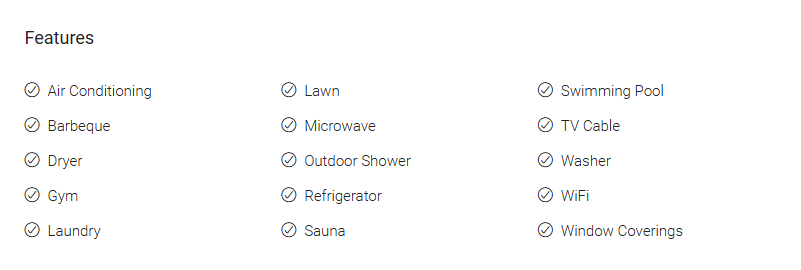 Features
Air Conditioning
Barbeque
Dryer
Gym
Laundry
Lawn
Microwave
Outdoor Shower
Refrigerator
Sauna
Swimming Pool
TV Cable
Washer
WiFi
Window Coverings